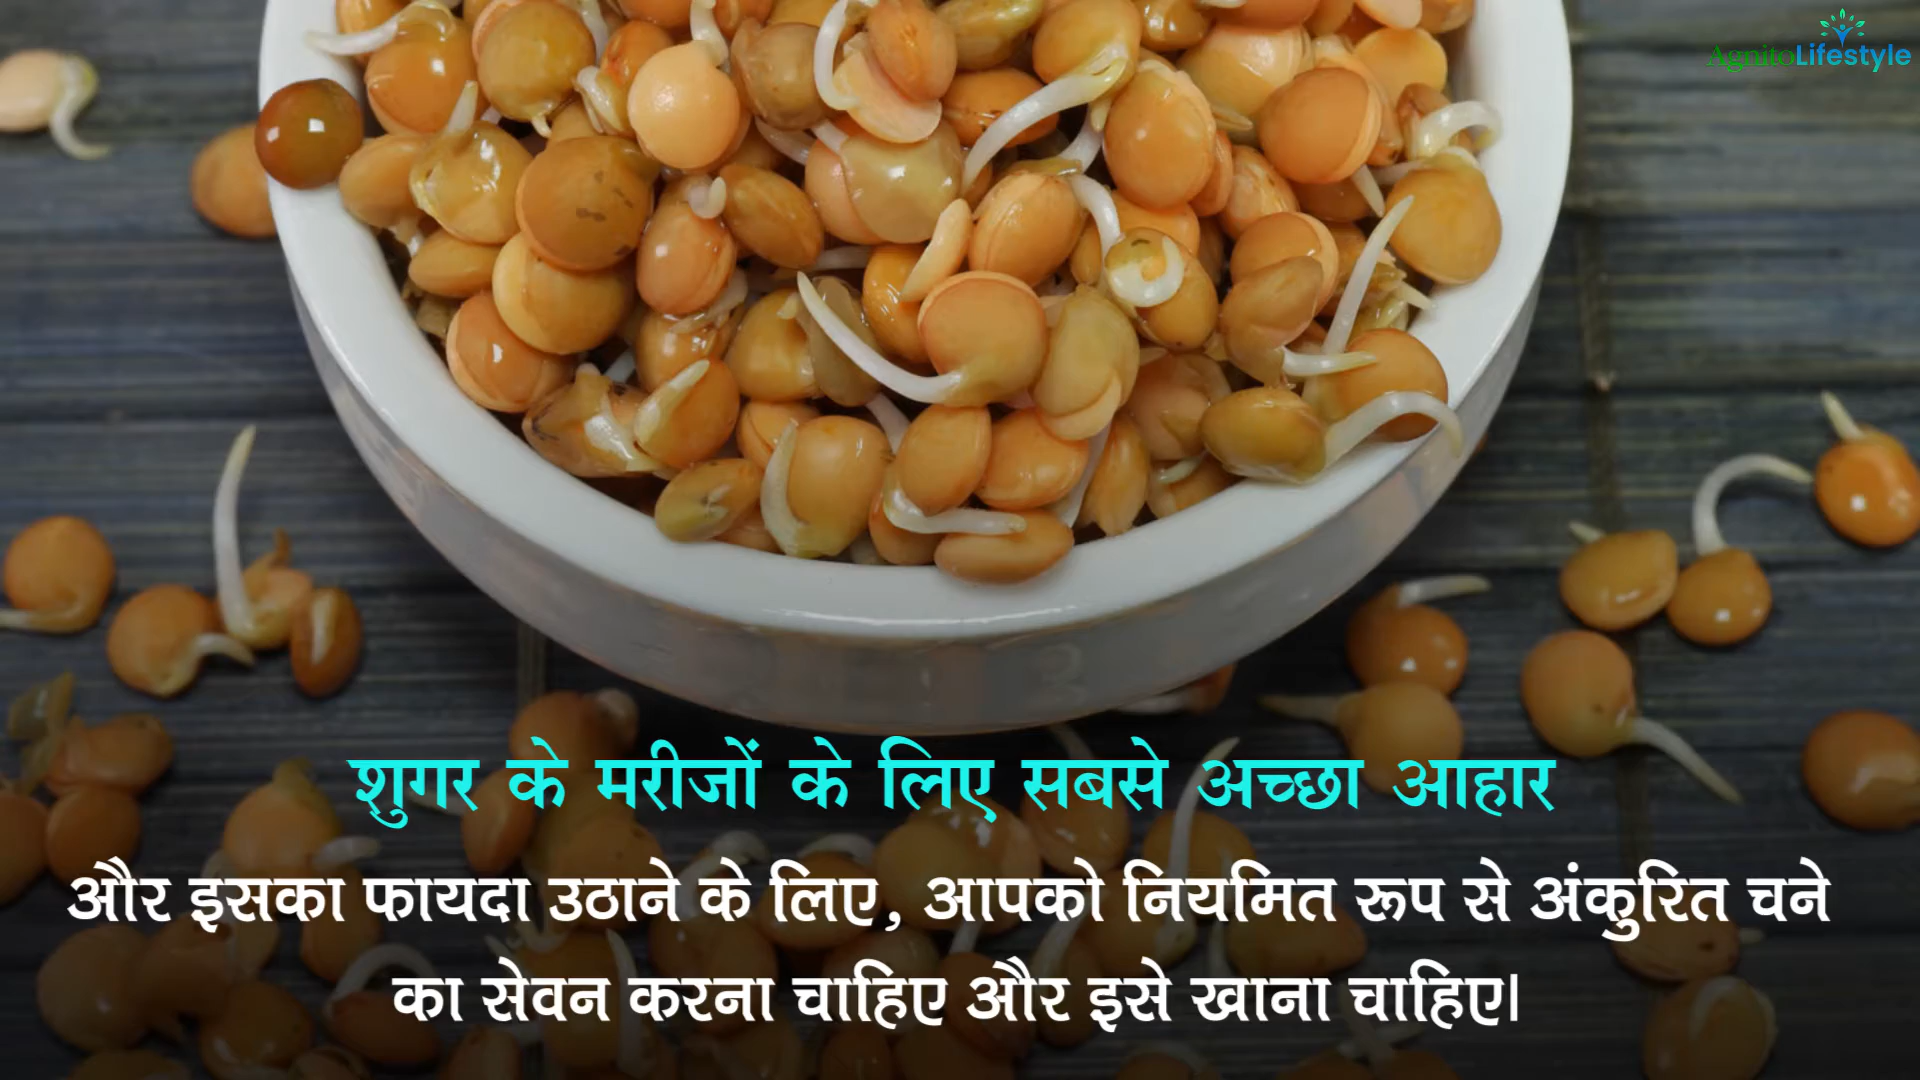 AgnitoLifestyle
शुगर के मरीजों के लिए सबसे अच्छा आहार
और इसका फायदा उठाने के लिए, आपको नियमित रूप से अंकुरित चने
का सेवन करना चाहिए और इसे खाना चाहिए।